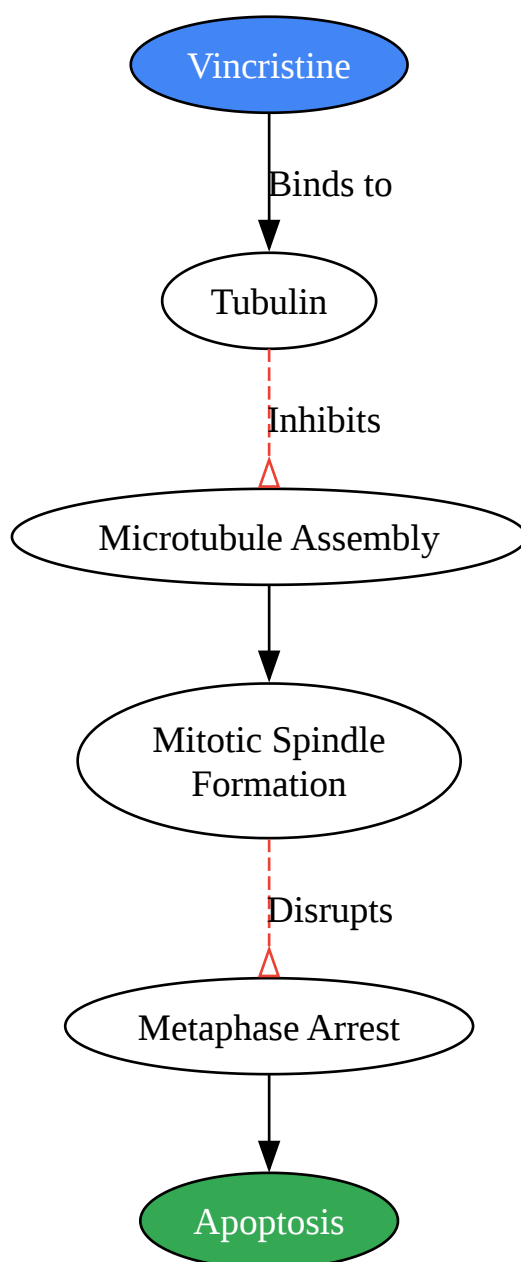 Vincristine
Binds to
Tubulin
Inhibits
Microtubule Assembly
Mitotic Spindle
Formation
Disrupts
Metaphase Arrest
Apoptosis